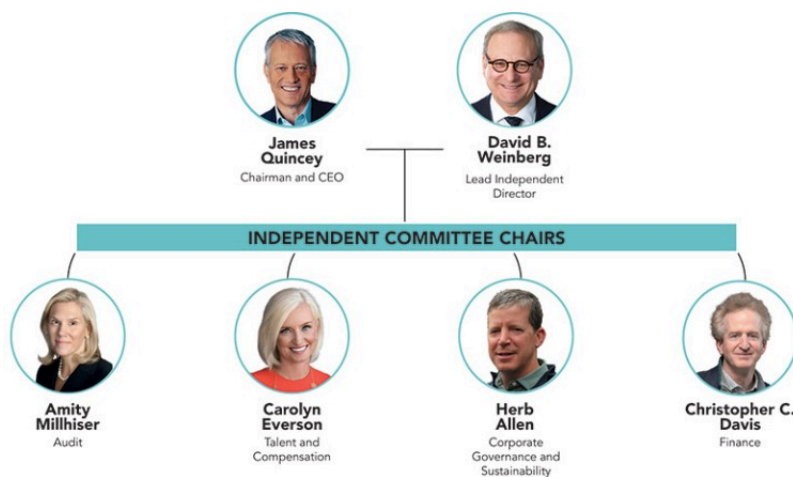 James
Quincey
Chairman and CEO
David B.
Weinberg
Lead Independent
Director
INDEPENDENT COMMITTEE CHAIRS
Amity
Millhiser
Audit
Carolyn
Everson
Talent and
Compensation
Herb
Allen
Corporate
Governance and
Sustainability
Christopher C.
Davis
Finance